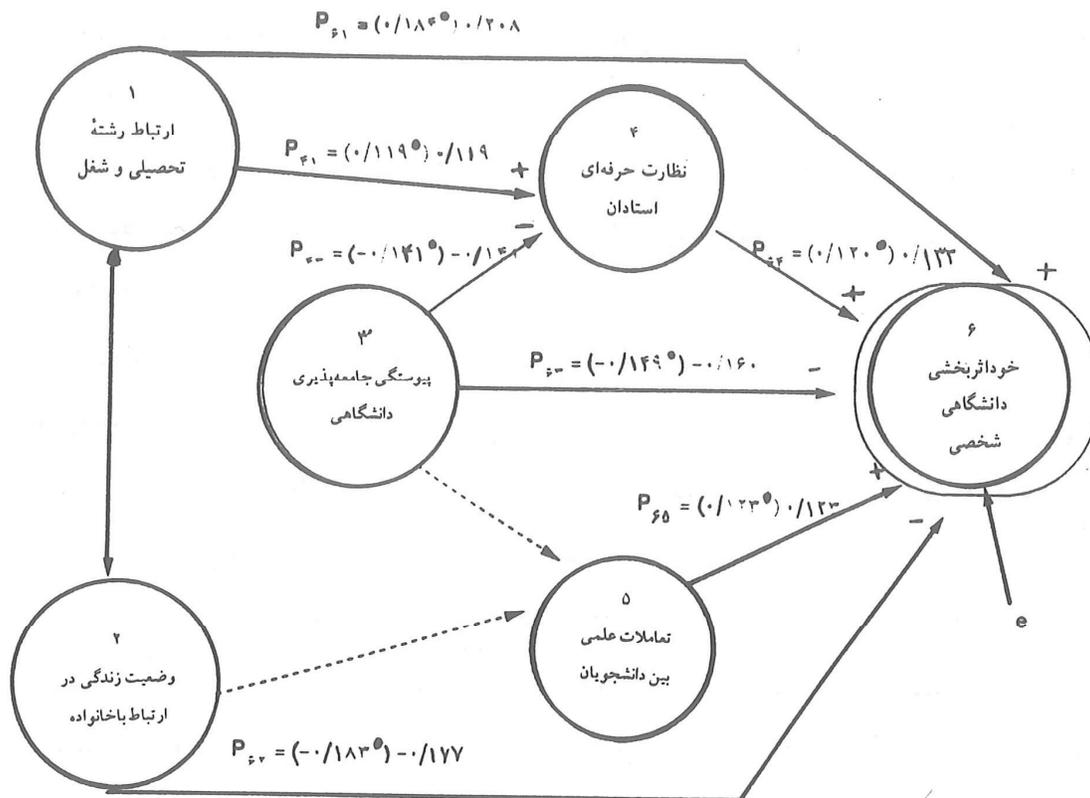 P۶۱ = (۰/۱۸۴°) ۰/۲۰۸
۱
ارتباط رشتهٔ
تحصیلی و شغل
P۴۱ = (۰/۱۱۹°) ۰/۱۱۹
+
۴
نظارت حرفه‌ای
استادان
P۴۳ = (-۰/۱۴۱°) -۰/۱۴
-
P۶۴ = (۰/۱۲۰°) ۰/۱۳۳
+
+
۳
پیوستگی جامعه‌پذیری
دانشگاهی
P۶۳ = (-۰/۱۴۹°) -۰/۱۶۰
-
۶
خوداثربخشی
دانشگاهی
شخصی
P۶۵ = (۰/۱۲۳°) ۰/۱۲۳
+
-
۵
تعاملات علمی
بین دانشجویان
e
۲
وضعیت زندگی در
ارتباط باخانواده
P۶۲ = (-۰/۱۸۳°) -۰/۱۷۷